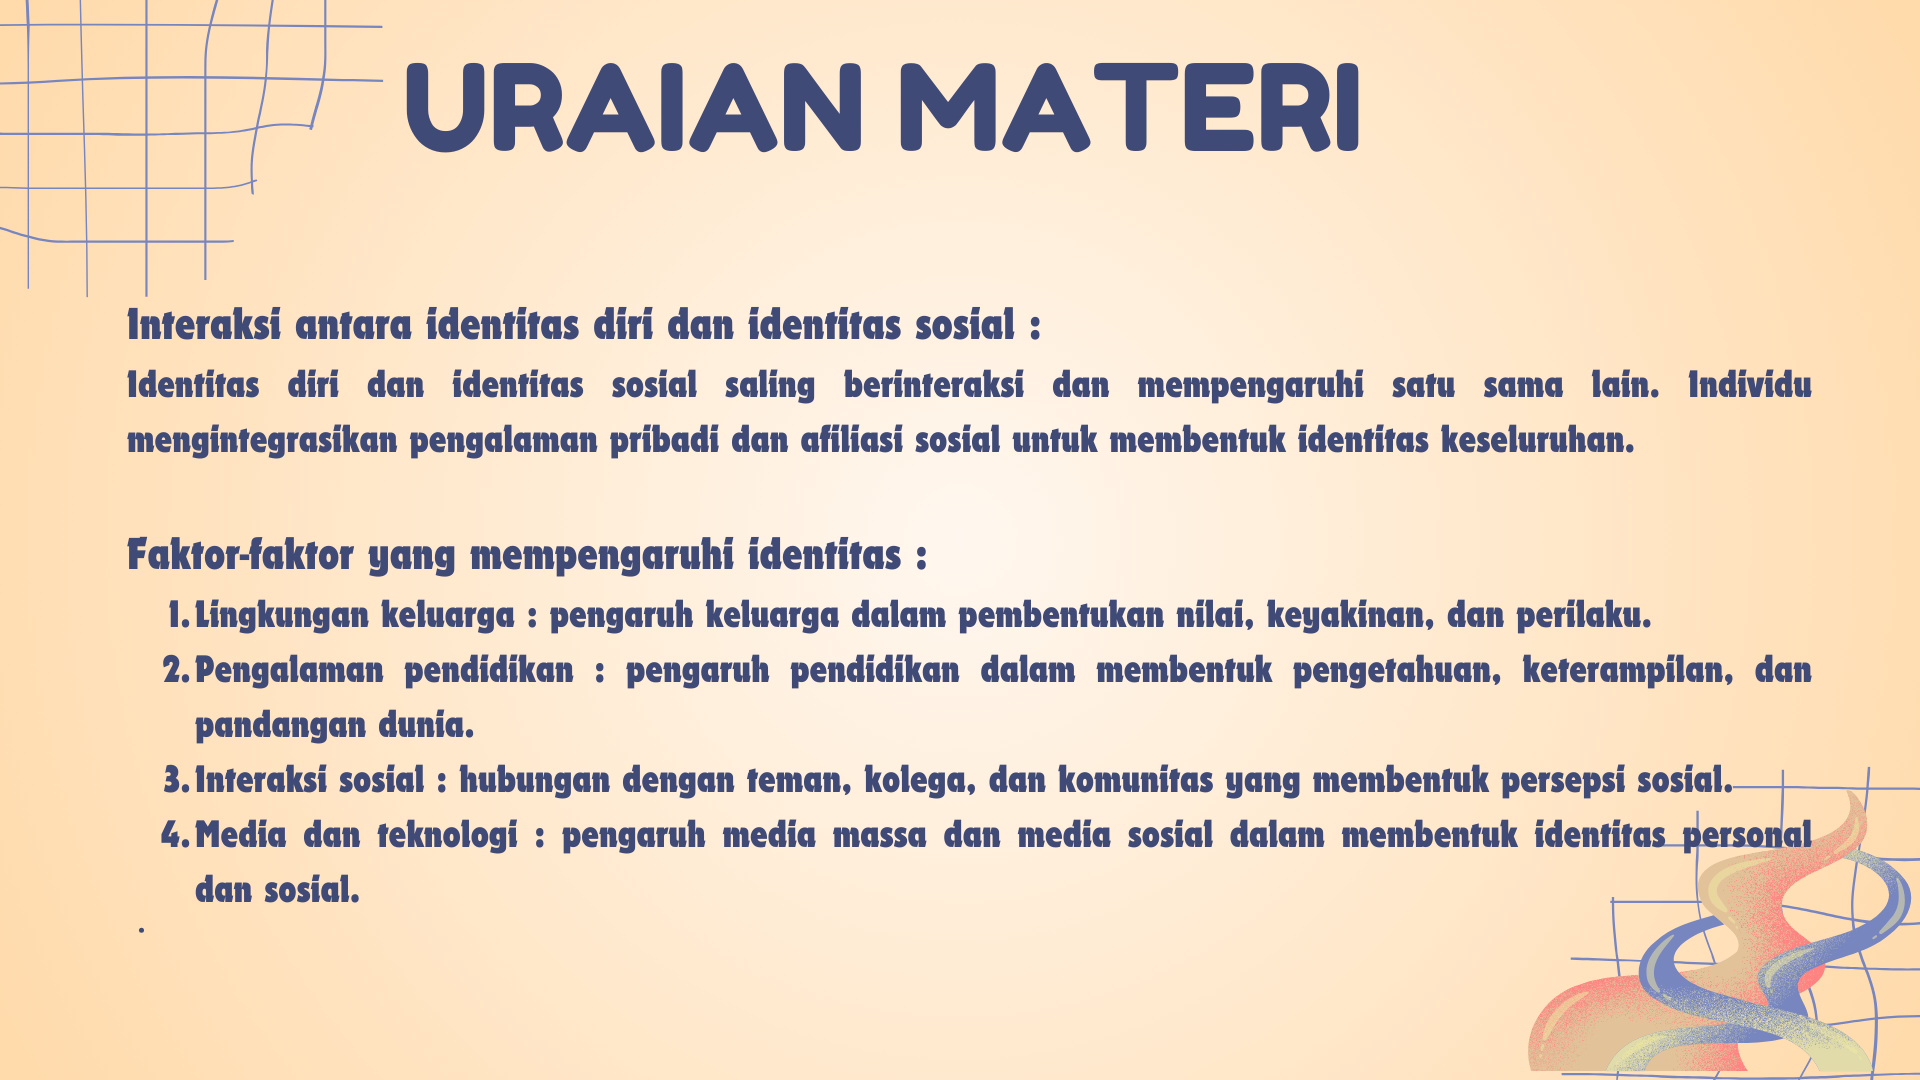 URAIAN MATERI
Interaksi antara identitas diri dan identitas sosial :
Identitas diri dan identitas sosial saling berinteraksi dan mempengaruhi satu sama lain. Individu
mengintegrasikan pengalaman pribadi dan afiliasi sosial untuk membentuk identitas keseluruhan.
Faktor-faktor yang mempengaruhi identitas :
1. Lingkungan keluarga : pengaruh keluarga dalam pembentukan nilai, keyakinan, dan perilaku.
2. Pengalaman pendidikan : pengaruh pendidikan dalam membentuk pengetahuan, keterampilan, dan
pandangan dunia.
3. Interaksi sosial : hubungan dengan teman, kolega, dan komunitas yang membentuk persepsi sosial.
4. Media dan teknologi : pengaruh media massa dan media sosial dalam membentuk identitas personal
dan sosial.
.